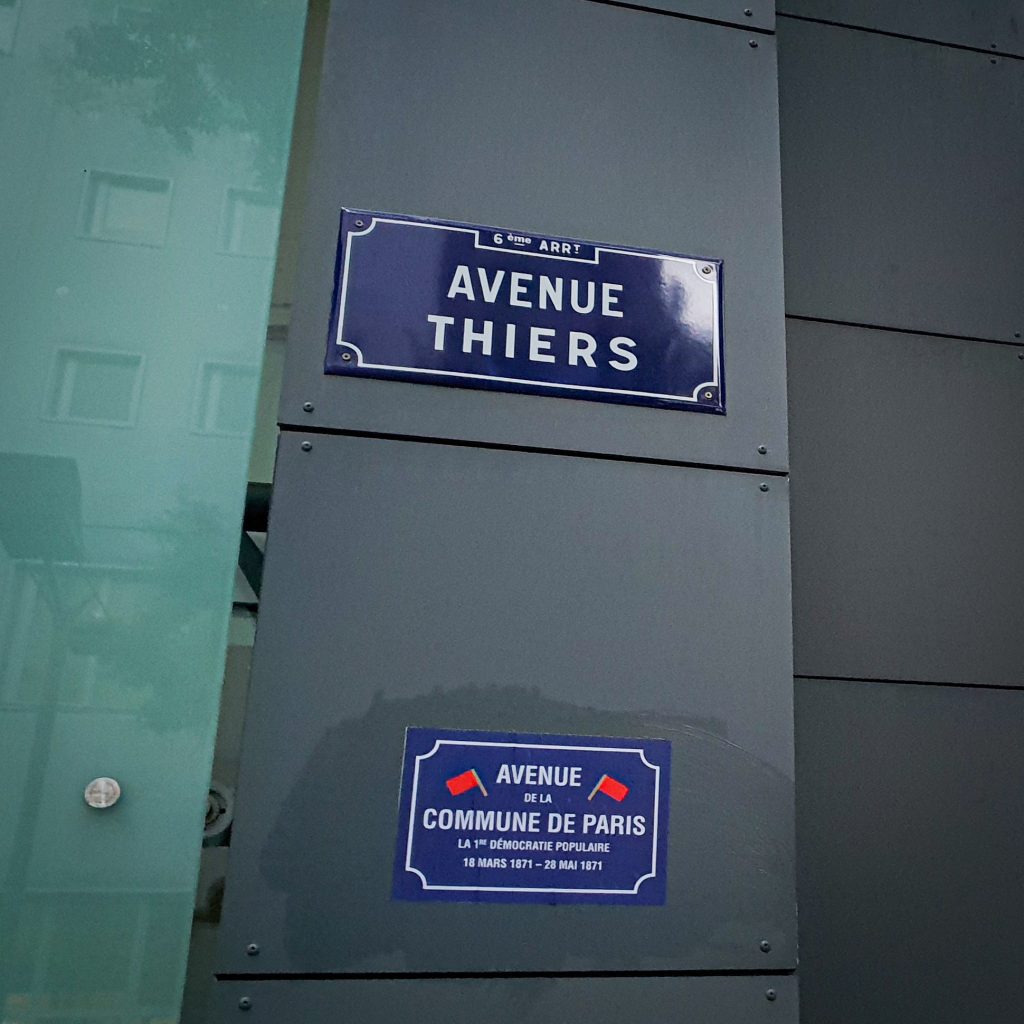 6ème ARRT
AVENUE
THIERS
AVENUE
DE LA
COMMUNE DE PARIS
LA 1RE DÉMOCRATIE POPULAIRE
18 MARS 1871 – 28 MAI 1871